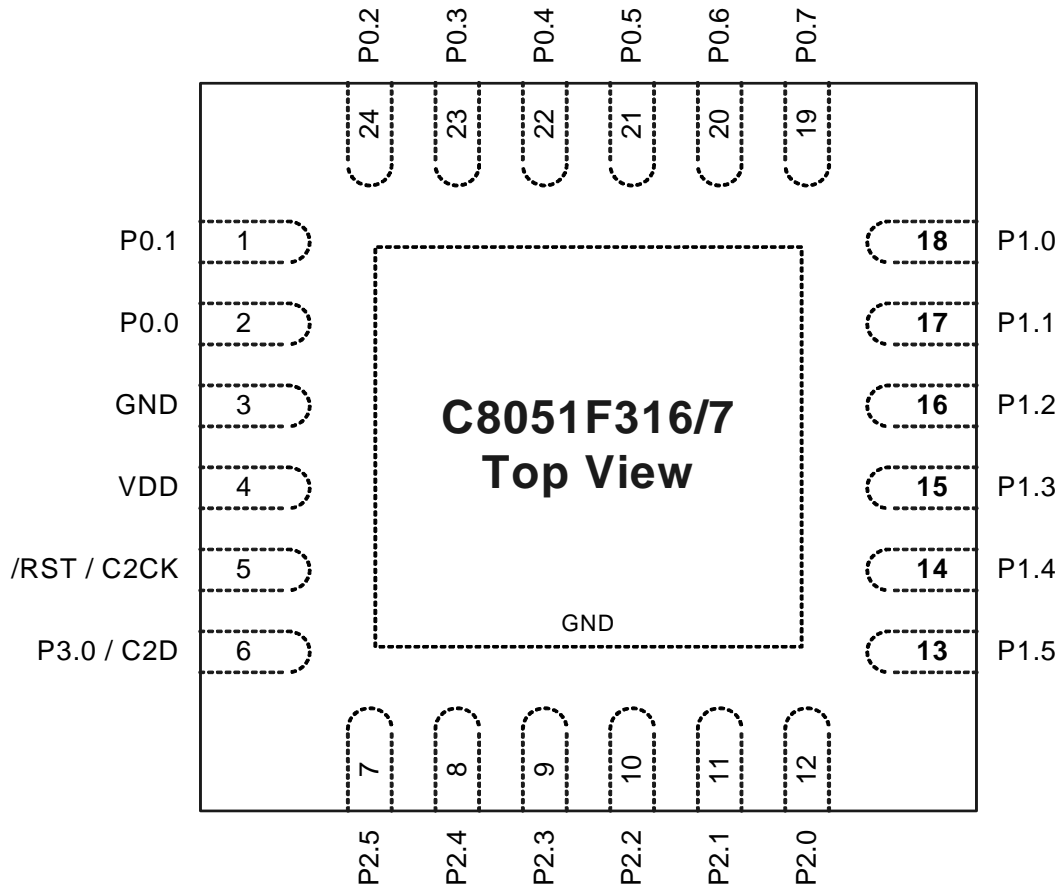 P0.2 P0.3 P0.4 P0.5 P0.6 P0.7
24 23 22 21 20 19
P0.1 1 18 P1.0
P0.0 2 17 P1.1
GND 3 16 P1.2
C8051F316/7
Top View
VDD 4 15 P1.3
/RST / C2CK 5 14 P1.4
GND
P3.0 / C2D 6 13 P1.5
7 8 9 10 11 12
P2.5 P2.4 P2.3 P2.2 P2.1 P2.0